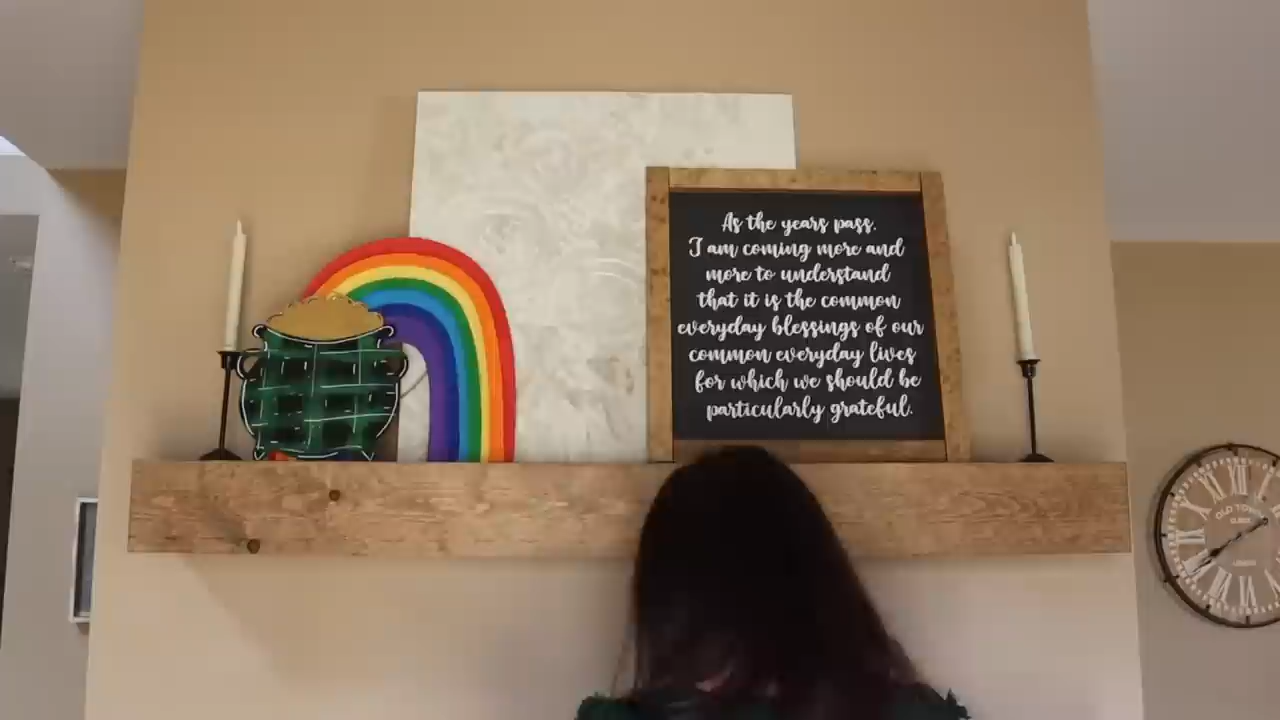 As the years pass.
I am coming more and
more to understand
that it is the common
everyday blessings of our
common everyday lives
for which we should be
particularly grateful.
OLD TOWN